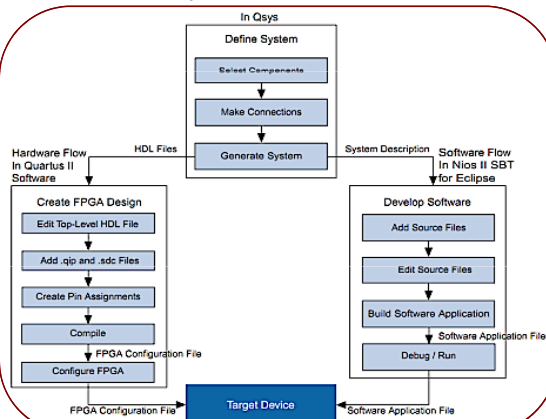 In Qsys
Define System
Select Components
Make Connections
Generate System
HDL Files
System Description
Hardware Flow
In Quartus II
Software
Create FPGA Design
Edit Top-Level HDL File
Add .qip and .sdc Files
Create Pin Assignments
Compile
FPGA Configuration File
Configure FPGA
FPGA Configuration File
Software Flow
In Nios II SBT
for Eclipse
Develop Software
Add Source Files
Edit Source Files
Build Software Application
Software Application File
Debug / Run
Software Application File
Target Device